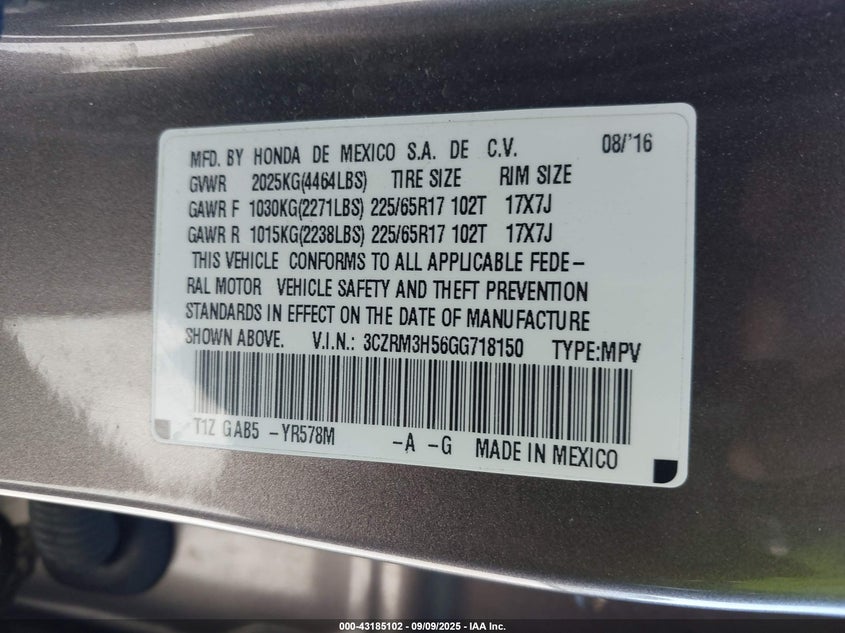 MFD. BY HONDA DE MEXICO S.A. DE C.V. 08/'16
GVWR 2025KG(4464LBS) TIRE SIZE RIM SIZE
GAWR F 1030KG(2271LBS) 225/65R17 102T 17X7J
GAWR R 1015KG(2238LBS) 225/65R17 102T 17X7J
THIS VEHICLE CONFORMS TO ALL APPLICABLE FEDE-
RAL MOTOR VEHICLE SAFETY AND THEFT PREVENTION
STANDARDS IN EFFECT ON THE DATE OF MANUFACTURE
SHOWN ABOVE. V.I.N.: 3CZRM3H56GG718150 TYPE:MPV
T1Z GAB5 -YR578M -A -G MADE IN MEXICO
000-43185102 - 09/09/2025 - IAA Inc.